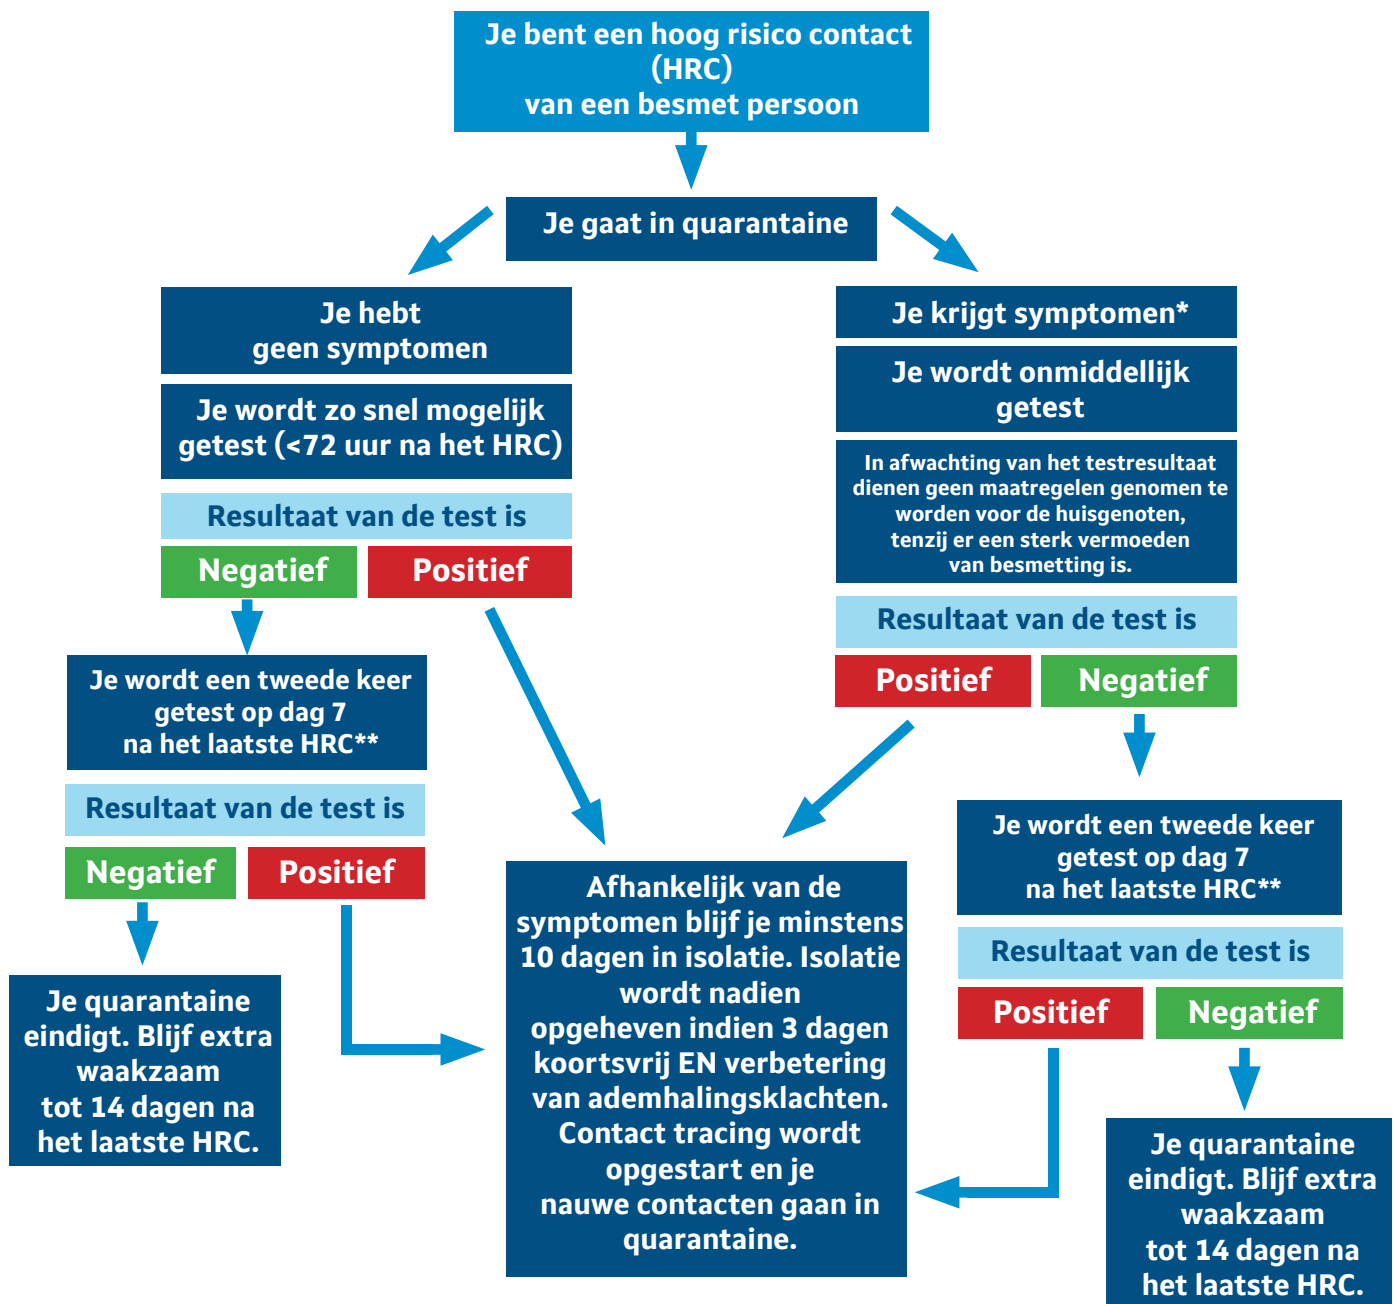 Je bent een hoog risico contact
(HRC)
van een besmet persoon
Je gaat in quarantaine
Je hebt
geen symptomen
Je wordt zo snel mogelijk
getest (<72 uur na het HRC)
Resultaat van de test is
Negatief
Positief
Je wordt een tweede keer
getest op dag 7
na het laatste HRC**
Resultaat van de test is
Negatief
Positief
Je quarantaine
eindigt. Blijf extra
waakzaam
tot 14 dagen na
het laatste HRC.
Je krijgt symptomen*
Je wordt onmiddellijk
getest
In afwachting van het testresultaat
dienen geen maatregelen genomen te
worden voor de huisgenoten,
tenzij er een sterk vermoeden
van besmetting is.
Resultaat van de test is
Positief
Negatief
Afhankelijk van de
symptomen blijf je minstens
10 dagen in isolatie. Isolatie
wordt nadien
opgeheven indien 3 dagen
koortsvrij EN verbetering
van ademhalingsklachten.
Contact tracing wordt
opgestart en je
nauwe contacten gaan in
quarantaine.
Je wordt een tweede keer
getest op dag 7
na het laatste HRC**
Resultaat van de test is
Positief
Negatief
Je quarantaine
eindigt. Blijf extra
waakzaam
tot 14 dagen na
het laatste HRC.